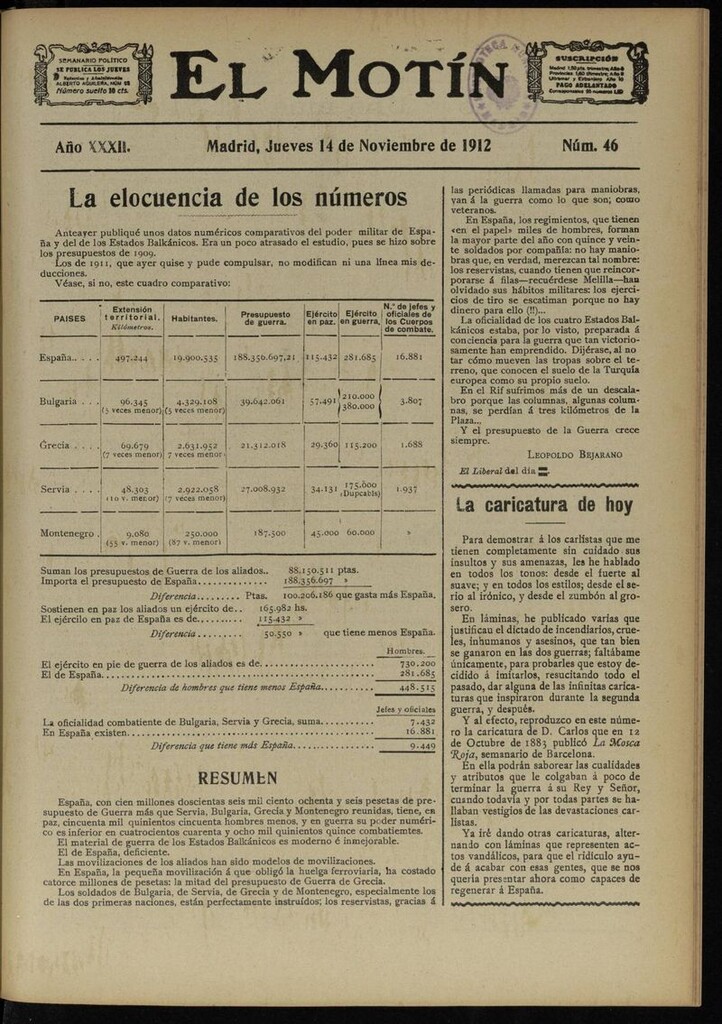 SEMANARIO POLÍTICO
SE PUBLICA LOS JUEVES
Número suelto 10 cts.
EL MOTÍN
SUSCRIPCIÓN
PAGO ADELANTADO
Año XXXII.
Madrid, Jueves 14 de Noviembre de 1912
Núm. 46
La elocuencia de los números
Anteayer publiqué unos datos numéricos comparativos del poder militar de Espa-
ña y del de los Estados Balkánicos. Era un poco atrasado el estudio, pues se hizo sobre
los presupuestos de 1909.
Los de 1911, que ayer quise y pude compulsar, no modifican ni una línea mis de-
ducciones.
Véase, si no, este cuadro comparativo:
PAISES Extensión territorial. Kilómetros. Habitantes. Presupuesto de guerra. Ejército en paz. Ejército en guerra. N.º de jefes y oficiales de los Cuerpos de combate.
España.. . . 497.244 19.900.535 188.356.697,21 115.432 281.685 16.881
Bulgaria . . . 96.345 4.329.108 39.642.061 57.491 210.000 380.000 3.807
(5 veces menor) (5 veces menor)
Grecia . . . . 69.679 2.631.952 21.312.018 29.360 115.200 1.688
(7 veces menor) 7 veces menor)
Servia . . . . 48.303 2.922.058 27.008.932 34.131 175.600 1.937
(10 v. menor) (7 veces menor) (Dupcabls)
Montenegro . 9.080 250.000 187.500 45.000 60.000 »
(55 v. menor) (87 v. menor)
Suman los presupuestos de Guerra de los aliados.. 88.150.511 ptas.
Importa el presupuesto de España.............. 188.356.697 »
Diferencia........ Ptas. 100.206.186 que gasta más España.
Sostienen en paz los aliados un ejército de.. 165.982 hs.
El ejército en paz de España es de......... 115.432 »
Diferencia......... 50.550 » que tiene menos España.
Hombres.
El ejército en pie de guerra de los aliados es de.............. 730.200
El de España.............. 281.685
Diferencia de hombres que tiene menos España........... 448.515
Jefes y oficiales
La oficialidad combatiente de Bulgaria, Servia y Grecia, suma........... 7.432
En España existen.............. 16.881
Diferencia que tiene más España.............. 9.449
RESUMEN
España, con cien millones doscientas seis mil ciento ochenta y seis pesetas de pre-
supuesto de Guerra más que Servia, Bulgaria, Grecia y Montenegro reunidas, tiene, en
paz, cincuenta mil quinientos cincuenta hombres menos, y en guerra su poder numéri-
co es inferior en cuatrocientos cuarenta y ocho mil quinientos quince combatientes.
El material de guerra de los Estados Balkánicos es moderno é inmejorable.
El de España, deficiente.
Las movilizaciones de los aliados han sido modelos de movilizaciones.
En España, la pequeña movilización á que obligó la huelga ferroviaria, ha costado
catorce millones de pesetas: la mitad del presupuesto de Guerra de Grecia.
Los soldados de Bulgaria, de Servia, de Grecia y de Montenegro, especialmente los
de las dos primeras naciones, están perfectamente instruídos; los reservistas, gracias á
las periódicas llamadas para maniobras,
van á la guerra como lo que son; como
veteranos.
En España, los regimientos, que tienen
«en el papel» miles de hombres, forman
la mayor parte del año con quince y vein-
te soldados por compañía: no hay manio-
bras que, en verdad, merezcan tal nombre:
los reservistas, cuando tienen que reincor-
porarse á filas—recuérdese Melilla—han
olvidado sus hábitos militares: los ejerci-
cios de tiro se escatiman porque no hay
dinero para ello (!!)...
La oficialidad de los cuatro Estados Bal-
kánicos estaba, por lo visto, preparada á
conciencia para la guerra que tan victorio-
samente han emprendido. Dijérase, al no
tar cómo mueven las tropas sobre el te-
rreno, que conocen el suelo de la Turquía
europea como su propio suelo.
En el Rif sufrimos más de un descala-
bro porque las columnas, algunas colum-
nas, se perdían á tres kilómetros de la
Plaza...
Y el presupuesto de la Guerra crece
siempre.
LEOPOLDO BEJARANO
El Liberal del día
La caricatura de hoy
Para demostrar á los carlistas que me
tienen completamente sin cuidado sus
insultos y sus amenazas, les he hablado
en todos los tonos: desde el fuerte al
suave; y en todos los estilos; desde el se-
rio al irónico, y desde el zumbón al gro-
sero.
En láminas, he publicado varias que
justifican el dictado de incendiarios, crue-
les, inhumanos y asesinos, que tan bien
se ganaron en las dos guerras; faltábame
únicamente, para probarles que estoy de-
cidido á imitarlos, resucitando todo el
pasado, dar alguna de las infinitas carica-
turas que inspiraron durante la segunda
guerra, y después.
Y al efecto, reproduzco en este núme-
ro la caricatura de D. Carlos que en 12
de Octubre de 1883 publicó La Mosca
Roja, semanario de Barcelona.
En ella podrán saborear las cualidades
y atributos que le colgaban á poco de
terminar la guerra á su Rey y Señor,
cuando todavía y por todas partes se ha-
llaban vestigios de las devastaciones car-
listas.
Ya iré dando otras caricaturas, alter-
nando con láminas que representen ac-
tos vandálicos, para que el ridículo ayu-
de á acabar con esas gentes, que se nos
quería presentar ahora como capaces de
regenerar á España.